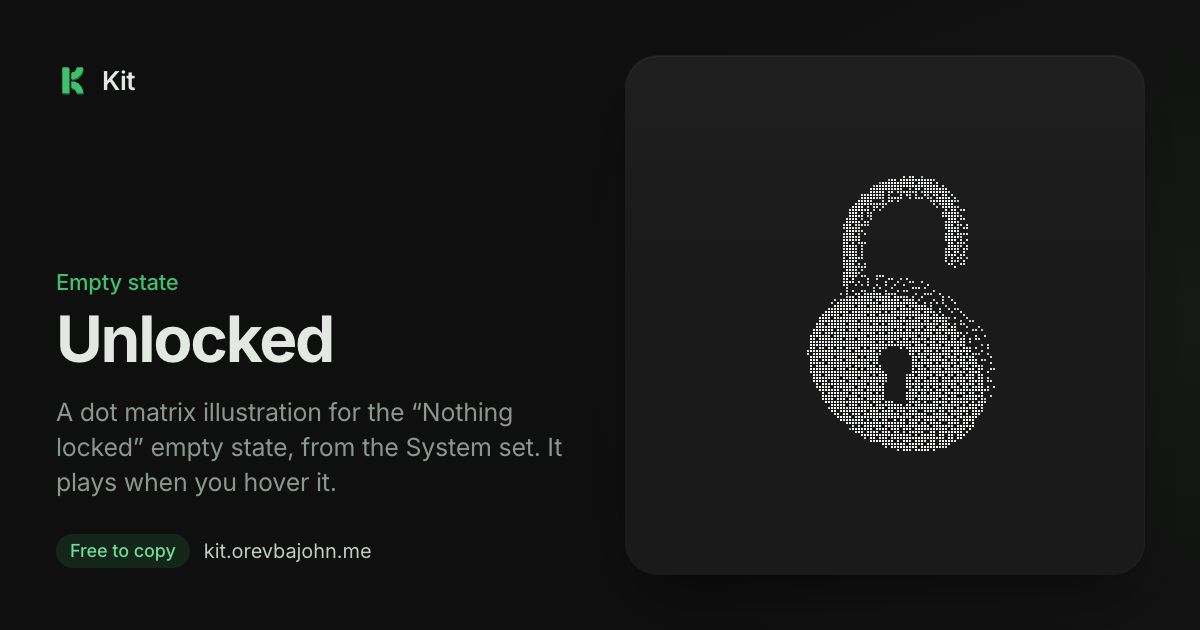 Kit
Empty state
Unlocked
A dot matrix illustration for the “Nothing
locked” empty state, from the System set. It
plays when you hover it.
Free to copy
kit.orevbajohn.me